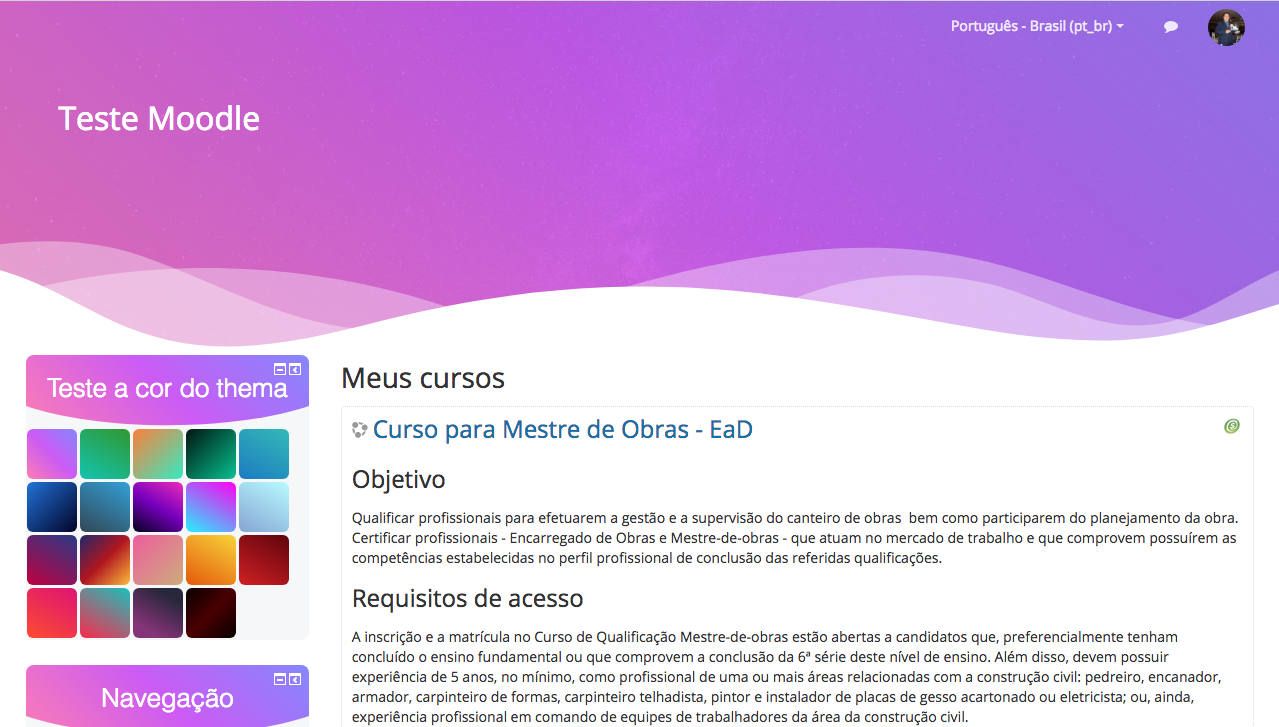 Português - Brasil (pt_br)
Teste Moodle
Teste a cor do thema
Navegação
Meus cursos
Curso para Mestre de Obras - EaD
Objetivo
Qualificar profissionais para efetuarem a gestão e a supervisão do canteiro de obras  bem como participarem do planejamento da obra.
Certificar profissionais - Encarregado de Obras e Mestre-de-obras - que atuam no mercado de trabalho e que comprovem possuírem as
competências estabelecidas no perfil profissional de conclusão das referidas qualificações.
Requisitos de acesso
A inscrição e a matrícula no Curso de Qualificação Mestre-de-obras estão abertas a candidatos que, preferencialmente tenham
concluído o ensino fundamental ou que comprovem a conclusão da 6ª série deste nível de ensino. Além disso, devem possuir
experiência de 5 anos, no mínimo, como profissional de uma ou mais áreas relacionadas com a construção civil: pedreiro, encanador,
armador, carpinteiro de formas, carpinteiro telhadista, pintor e instalador de placas de gesso acartonado ou eletricista; ou, ainda,
experiência profissional em comando de equipes de trabalhadores da área da construção civil.